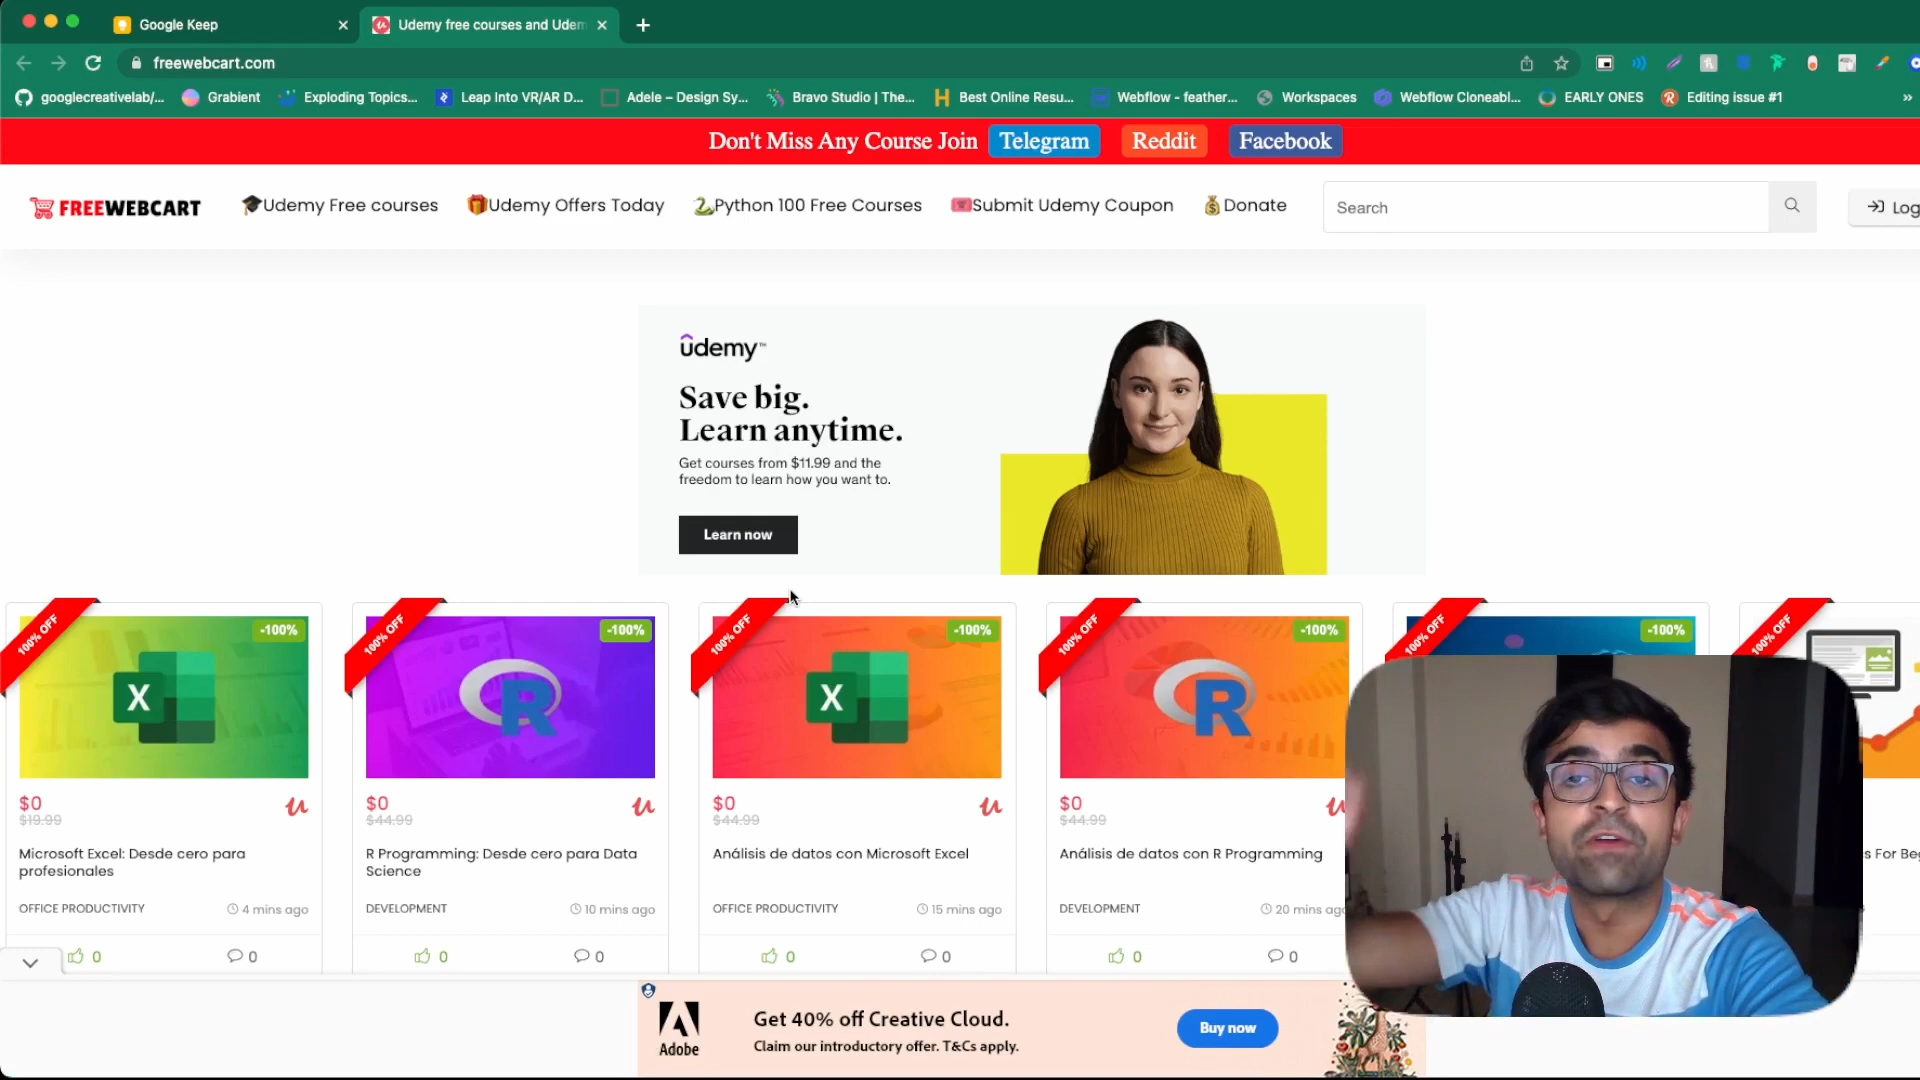 Google Keep
Udemy free courses and Udem
freewebcart.com
googlecreativelab/...
Grabient
Exploding Topics...
Leap Into VR/AR D...
Adele – Design Sy...
Bravo Studio | The...
Best Online Resu...
Webflow - feather...
Workspaces
Webflow Cloneabl...
EARLY ONES
Editing issue #1
»
Don't Miss Any Course Join Telegram Reddit Facebook
FREEWEBCART
Udemy Free courses
Udemy Offers Today
Python 100 Free Courses
Submit Udemy Coupon
Donate
Search
Log
ûdemy™
Save big.
Learn anytime.
Get courses from $11.99 and the
freedom to learn how you want to.
Learn now
100% OFF
-100%
X
$0
$19.99
Microsoft Excel: Desde cero para
profesionales
OFFICE PRODUCTIVITY
4 mins ago
0
0
100% OFF
-100%
R
$0
$44.99
R Programming: Desde cero para Data
Science
DEVELOPMENT
10 mins ago
0
0
100% OFF
-100%
X
$0
$44.99
Análisis de datos con Microsoft Excel
OFFICE PRODUCTIVITY
15 mins ago
0
0
100% OFF
-100%
R
$0
$44.99
Análisis de datos con R Programming
DEVELOPMENT
20 mins ago
0
0
100% OFF
-100%
100% OFF
s For Beg
Adobe
Get 40% off Creative Cloud.
Claim our introductory offer. T&Cs apply.
Buy now